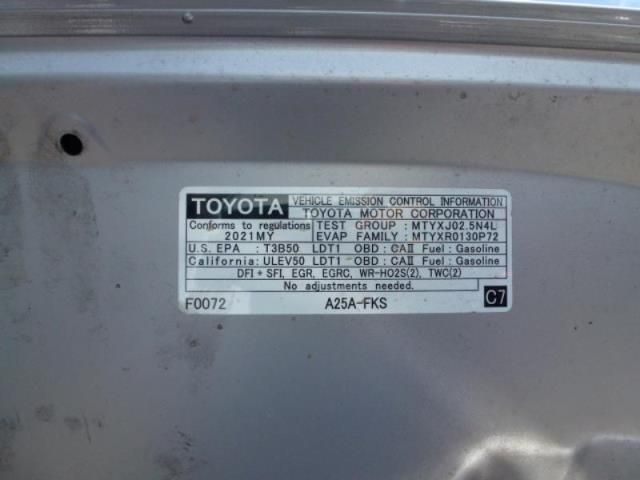 TOYOTA VEHICLE EMISSION CONTROL INFORMATION
TOYOTA MOTOR CORPORATION
Conforms to regulations TEST GROUP : MTYXJ02.5N4L
2021MY EVAP FAMILY : MTYXR0130P72
U.S. EPA : T3B50 LDT1 OBD : CAⅡ Fuel : Gasoline
California: ULEV50 LDT1 OBD : CAⅡ Fuel : Gasoline
DFI + SFI, EGR, EGRC, WR-HO2S(2), TWC(2)
No adjustments needed.
F0072 A25A-FKS C7